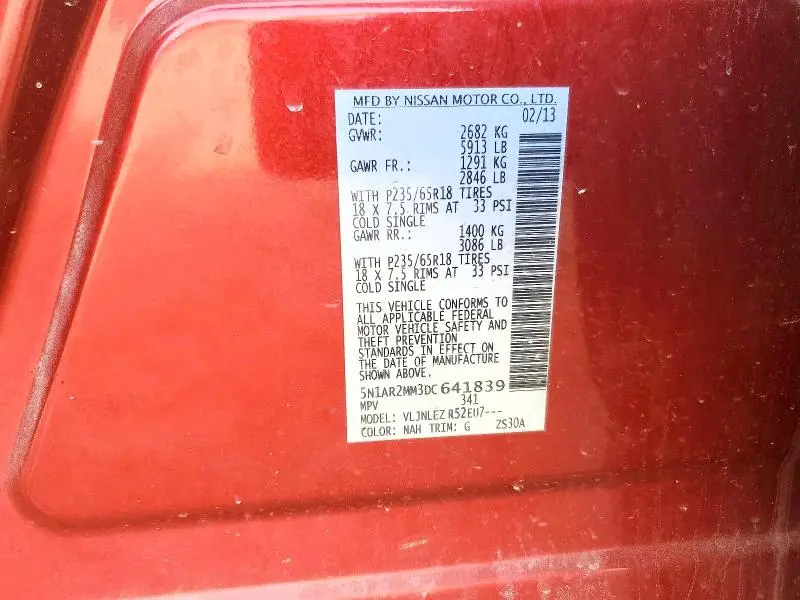 MFD BY NISSAN MOTOR CO., LTD.
DATE: 02/13
GVWR: 2682 KG
5913 LB
GAWR FR.: 1291 KG
2846 LB
WITH P235/65R18 TIRES
18 X 7.5 RIMS AT 33 PSI
COLD SINGLE
GAWR RR.: 1400 KG
3086 LB
WITH P235/65R18 TIRES
18 X 7.5 RIMS AT 33 PSI
COLD SINGLE
THIS VEHICLE CONFORMS TO
ALL APPLICABLE FEDERAL
MOTOR VEHICLE SAFETY AND
THEFT PREVENTION
STANDARDS IN EFFECT ON
THE DATE OF MANUFACTURE
SHOWN ABOVE.
5N1AR2MM3DC641839
MPV 341
MODEL: VLJNLEZ R52EU7---
COLOR: NAH TRIM: G ZS30A